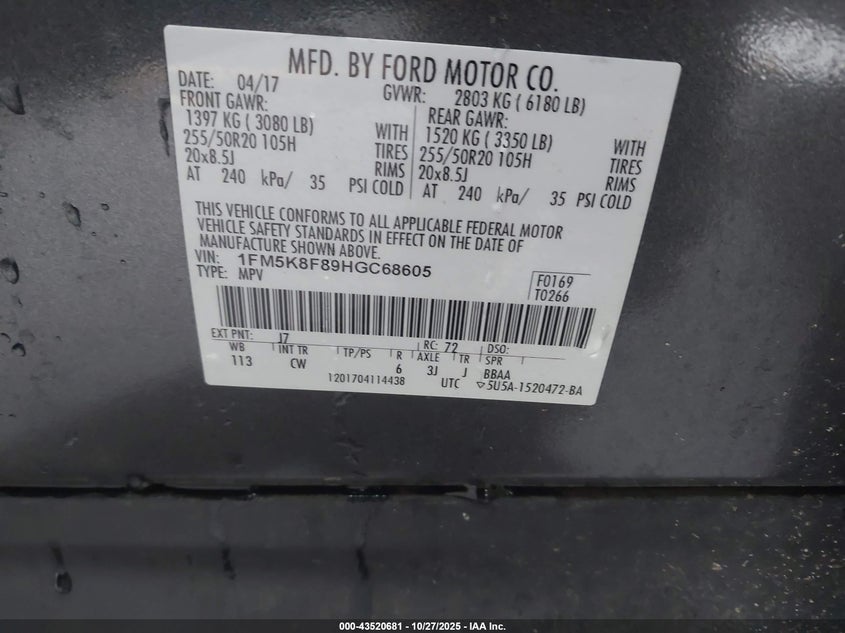 MFD. BY FORD MOTOR CO.
DATE: 04/17
GVWR: 2803 KG ( 6180 LB)
FRONT GAWR:
1397 KG ( 3080 LB)
255/50R20 105H
20x8.5J
WITH
TIRES
RIMS
AT 240 kPa/ 35 PSI COLD
REAR GAWR:
1520 KG ( 3350 LB)
255/50R20 105H
20x8.5J
WITH
TIRES
RIMS
AT 240 kPa/ 35 PSI COLD
THIS VEHICLE CONFORMS TO ALL APPLICABLE FEDERAL MOTOR
VEHICLE SAFETY STANDARDS IN EFFECT ON THE DATE OF
MANUFACTURE SHOWN ABOVE.
VIN: 1FM5K8F89HGC68605
TYPE: MPV
F0169
T0266
EXT PNT: J7 RC: 72 DSO:
WB INT TR TP/PS R AXLE TR SPR
113 CW 6 3J J BBAA
1201704114438 UTC 5U5A-1520472-BA
000-43520681 - 10/27/2025 - IAA Inc.